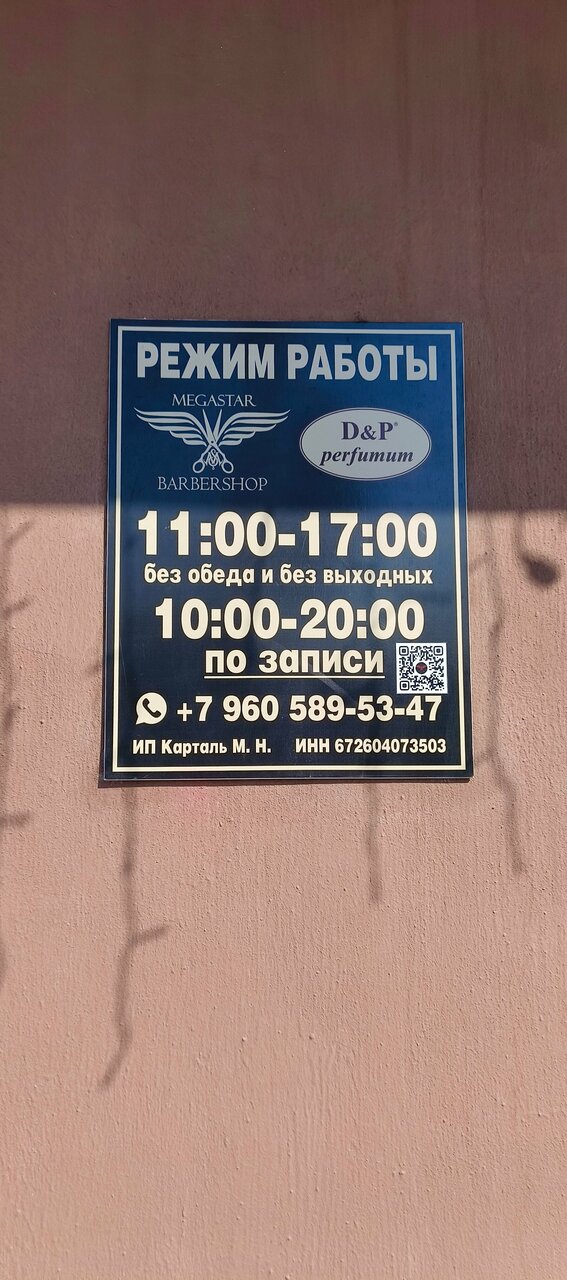 РЕЖИМ РАБОТЫ
MEGASTAR
BARBERSHOP
D&P®
perfumum
11:00-17:00
без обеда и без выходных
10:00-20:00
по записи
+7 960 589-53-47
ИП Карталь М. Н. ИНН 672604073503